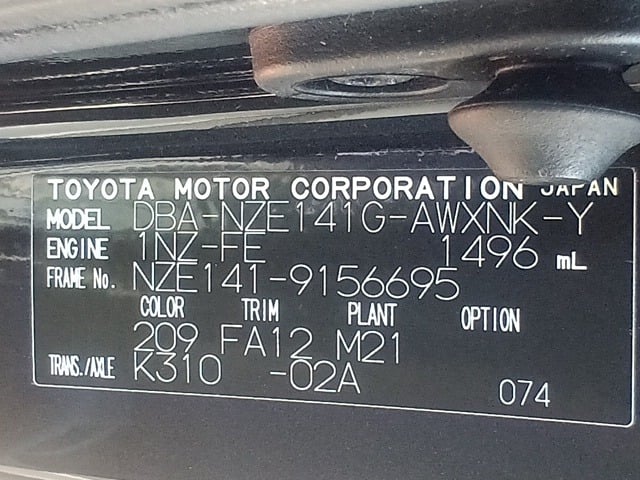 TOYOTA MOTOR CORPORATION JAPAN
MODEL DBA-NZE141G-AWXNK-Y
ENGINE 1NZ-FE 1496 mL
FRAME No. NZE141-9156695
COLOR TRIM PLANT OPTION
209 FA12 M21
TRANS./AXLE K310 -02A
074